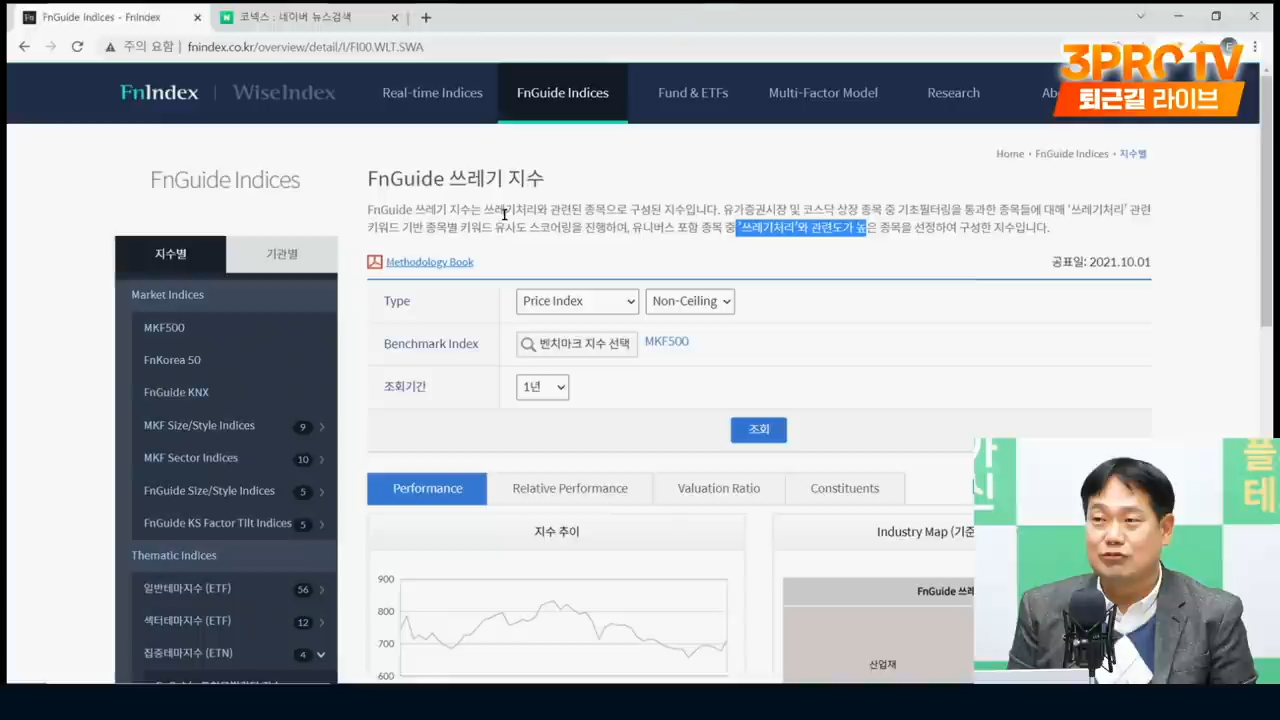 FnGuide Indices - FnIndex
코넥스 : 네이버 뉴스검색
주의 요함 | fnindex.co.kr/overview/detail/I/FI00.WLT.SWA
3PRO TV
퇴근길 라이브
FnIndex | WiseIndex
Real-time Indices
FnGuide Indices
Fund & ETFs
Multi-Factor Model
Research
Home · FnGuide Indices · 지수별
FnGuide Indices
FnGuide 쓰레기 지수
FnGuide 쓰레기 지수는 쓰레기처리와 관련된 종목으로 구성된 지수입니다. 유가증권시장 및 코스닥 상장 종목 중 기초필터링을 통과한 종목들에 대해 '쓰레기처리' 관련
키워드 기반 종목별 키워드 유사도 스코어링을 진행하며, 유니버스 포함 종목 중 '쓰레기처리'와 관련도가 높은 종목을 선정하여 구성한 지수입니다.
Methodology Book
공표일: 2021.10.01
지수별
기관별
Market Indices
MKF500
FnKorea 50
FnGuide KNX
MKF Size/Style Indices 9
MKF Sector Indices 10
FnGuide Size/Style Indices 5
FnGuide KS Factor Tilt Indices 5
Thematic Indices
일반테마지수 (ETF) 56
섹터테마지수 (ETF) 12
집중테마지수 (ETN) 4
Type
Price Index
Non-Ceiling
Benchmark Index
벤치마크 지수 선택
MKF500
조회기간
1년
조회
Performance
Relative Performance
Valuation Ratio
Constituents
지수 추이
900
800
700
600
Industry Map (기준
FnGuide 쓰레
산업재
플
테